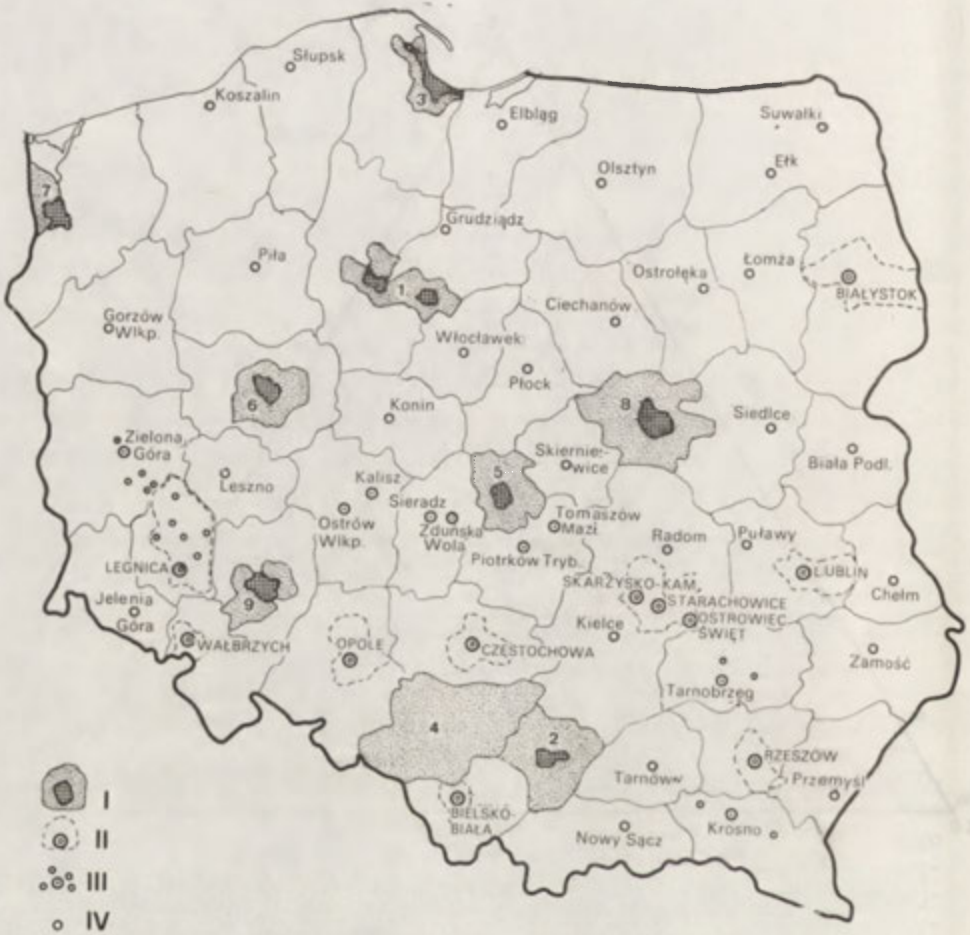 Słupsk
Koszalin
3
Elbląg
Suwałki
Olsztyn
Ełk
7
Grudziądz
Piła
1
Ostrołęka
Łomża
BIAŁYSTOK
Ciechanów
Gorzów
Wlkp.
Włocławek
Płock
6
Konin
8
Siedlce
Zielona
Góra
Leszno
Kalisz
Skiernie-
wice
Biała Podl.
5
Sieradz
Ostrów
Wlkp.
Zduńska
Wola
Tomaszów
Maz.
Piotrków Tryb.
Radom
Puławy
LEGNICA
SKARŻYSKO-KAM.
LUBLIN
Jelenia
Góra
9
STARACHOWICE
Chełm
OSTROWIEC
ŚWIĘT
Kielce
WAŁBRZYCH
OPOLE
CZĘSTOCHOWA
Zamość
Tarnobrzeg
4
2
RZESZÓW
Tarnów
Przemyśl
I
BIELSKO-
BIAŁA
Nowy Sącz
Krosno
II
III
IV